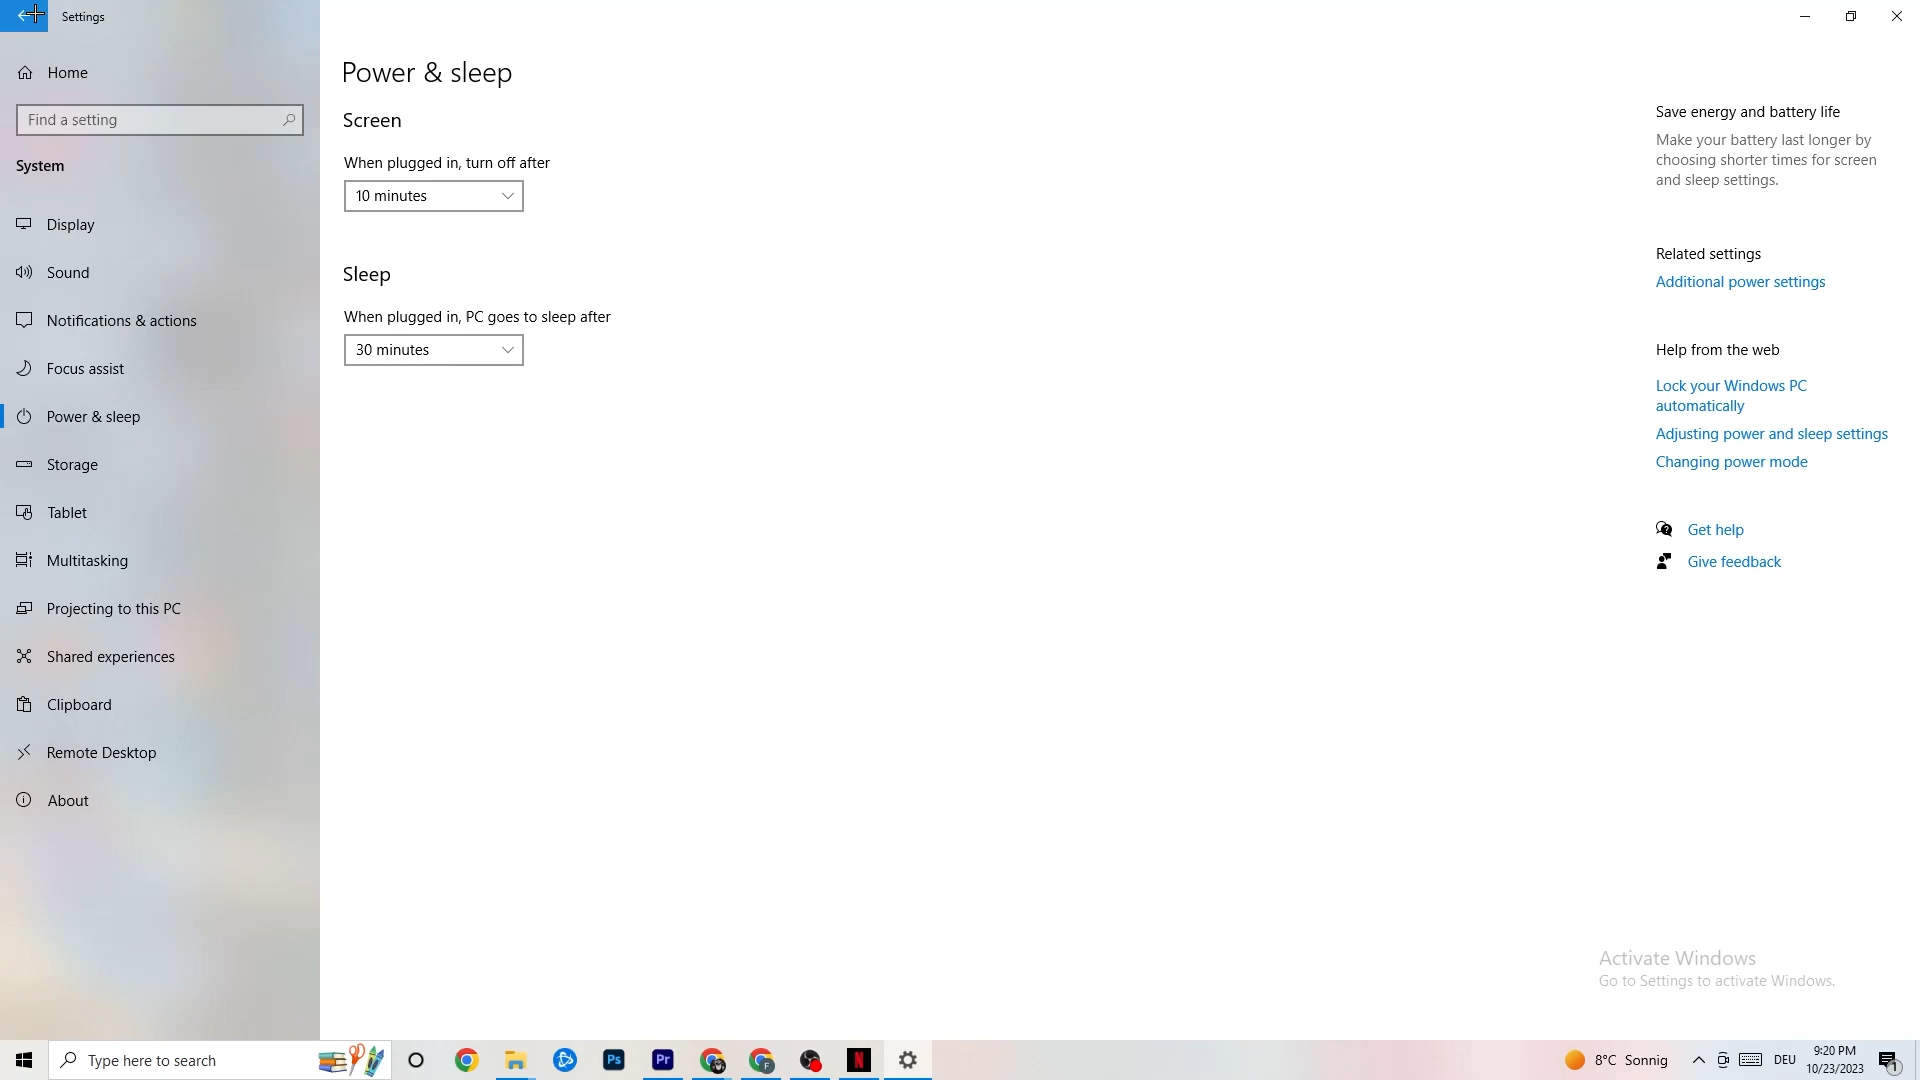 Settings
Home
Find a setting
System
Display
Sound
Notifications & actions
Focus assist
Power & sleep
Storage
Tablet
Multitasking
Projecting to this PC
Shared experiences
Clipboard
Remote Desktop
About
Power & sleep
Screen
When plugged in, turn off after
10 minutes
Sleep
When plugged in, PC goes to sleep after
30 minutes
Save energy and battery life
Make your battery last longer by
choosing shorter times for screen
and sleep settings.
Related settings
Additional power settings
Help from the web
Lock your Windows PC
automatically
Adjusting power and sleep settings
Changing power mode
Get help
Give feedback
Activate Windows
Go to Settings to activate Windows.
Type here to search
Ps
Pr
F
N
8°C Sonnig
DEU
9:20 PM
10/23/2023
1